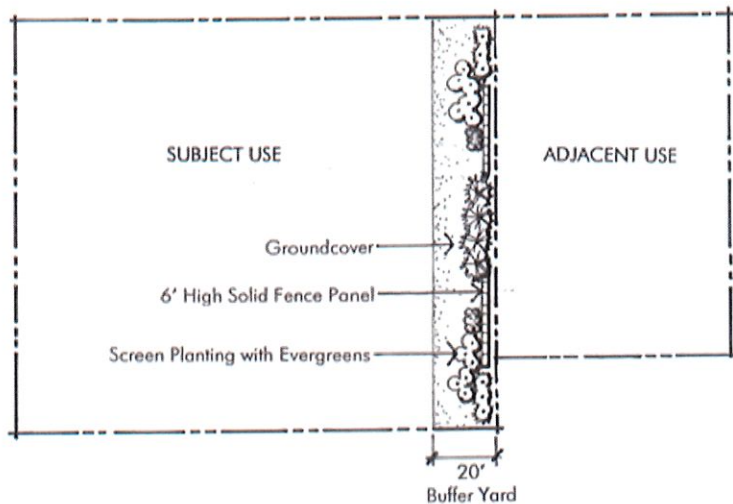 SUBJECT USE
ADJACENT USE
Groundcover
6' High Solid Fence Panel
Screen Planting with Evergreens
20'
Buffer Yard